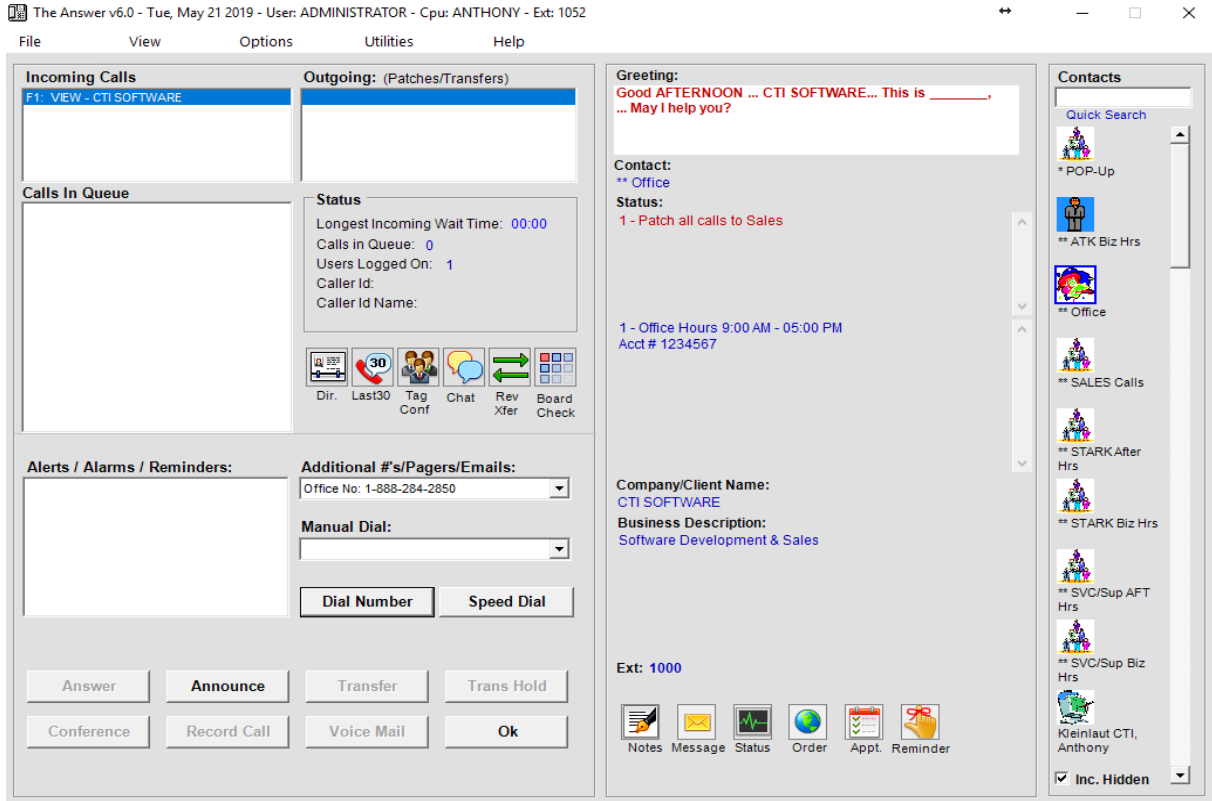 The Answer v6.0 - Tue, May 21 2019 - User: ADMINISTRATOR - Cpu: ANTHONY - Ext: 1052
File View Options Utilities Help
Incoming Calls
F1: VIEW - CTI SOFTWARE
Outgoing: (Patches/Transfers)
Calls In Queue
Status
Longest Incoming Wait Time: 00:00
Calls in Queue: 0
Users Logged On: 1
Caller Id:
Caller Id Name:
30
Dir. Last30 Tag Conf Chat Rev Xfer Board Check
Alerts / Alarms / Reminders:
Additional #'s/Pagers/Emails:
Office No: 1-888-284-2850
Manual Dial:
Dial Number Speed Dial
Answer Announce Transfer Trans Hold
Conference Record Call Voice Mail Ok
Greeting:
Good AFTERNOON ... CTI SOFTWARE... This is _______,
... May I help you?
Contact:
** Office
Status:
1 - Patch all calls to Sales
1 - Office Hours 9:00 AM - 05:00 PM
Acct # 1234567
Company/Client Name:
CTI SOFTWARE
Business Description:
Software Development & Sales
Ext: 1000
Notes Message Status Order Appt. Reminder
Contacts
Quick Search
* POP-Up
** ATK Biz Hrs
** Office
** SALES Calls
** STARK After
Hrs
** STARK Biz Hrs
** SVC/Sup AFT
Hrs
** SVC/Sup Biz
Hrs
Kleinlaut CTI,
Anthony
Inc. Hidden